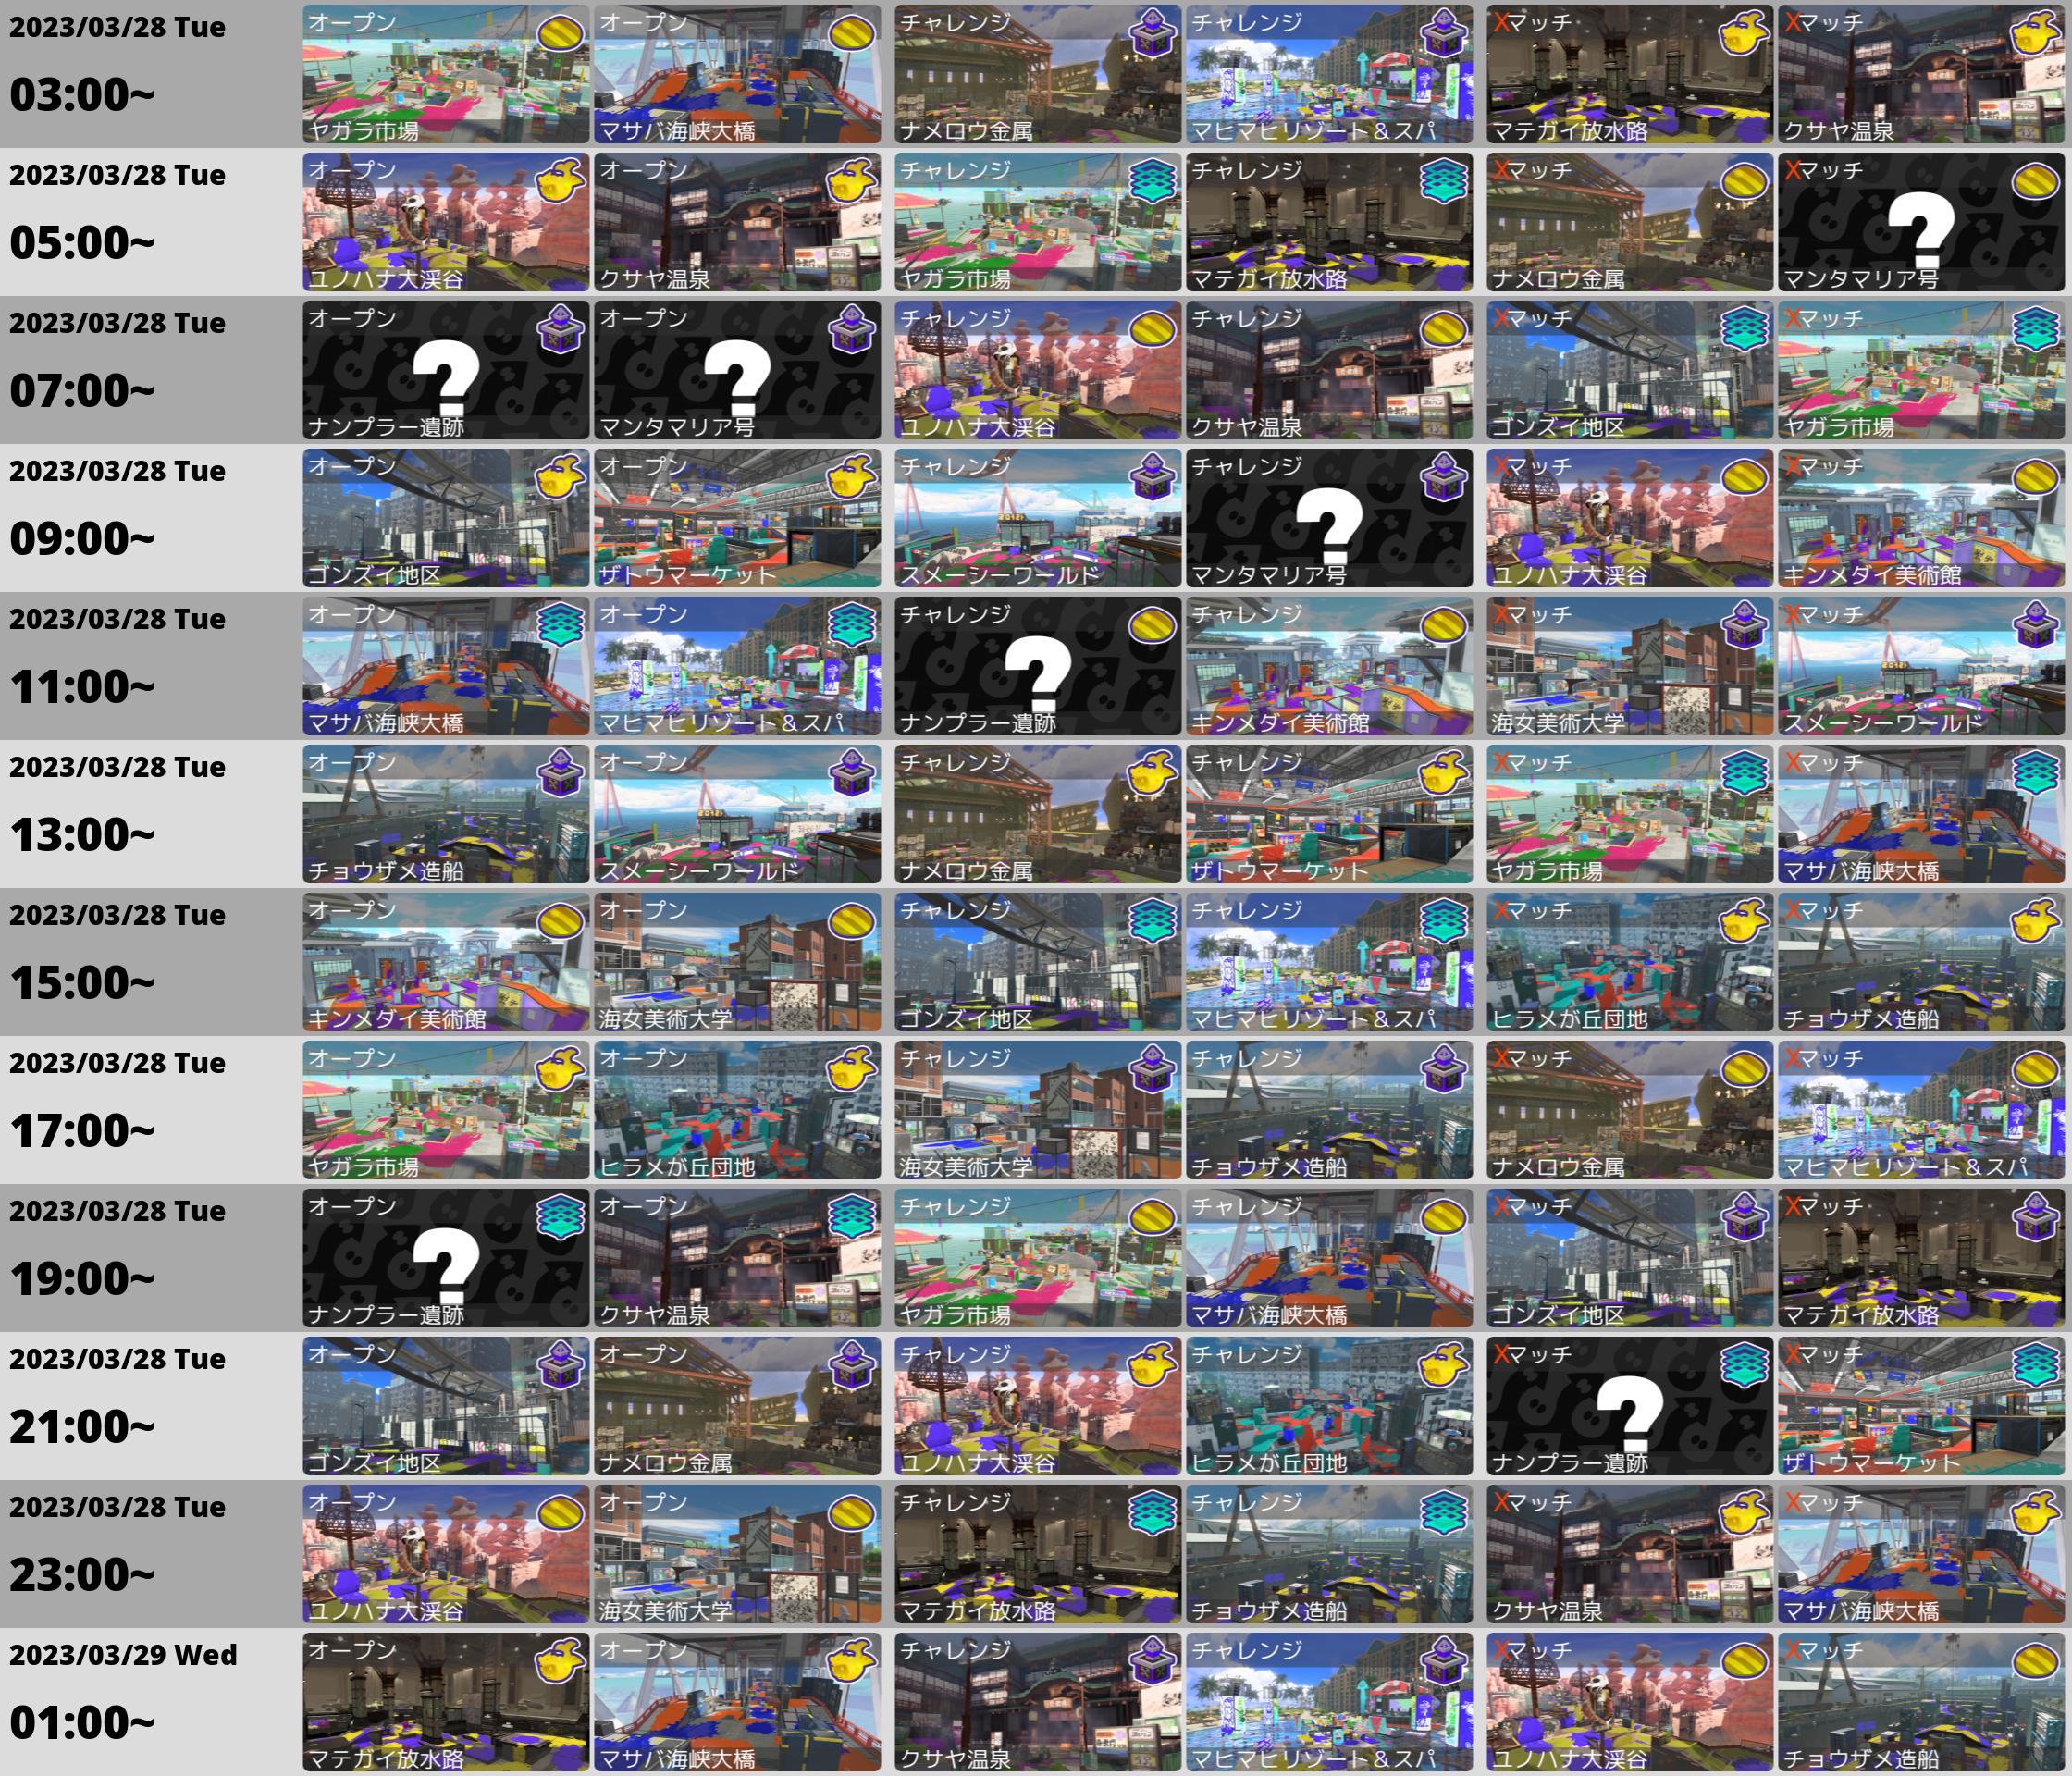 2023/03/28 Tue
03:00~
オープン
ヤガラ市場
オープン
マサバ海峡大橋
チャレンジ
ナメロウ金属
チャレンジ
マヒマヒリゾート＆スパ
Xマッチ
マテガイ放水路
Xマッチ
クサヤ温泉
2023/03/28 Tue
05:00~
オープン
ユノハナ大渓谷
オープン
クサヤ温泉
チャレンジ
ヤガラ市場
チャレンジ
マテガイ放水路
Xマッチ
ナメロウ金属
Xマッチ
?
マンタマリア号
2023/03/28 Tue
07:00~
オープン
?
ナンプラー遺跡
オープン
?
マンタマリア号
チャレンジ
ユノハナ大渓谷
チャレンジ
クサヤ温泉
Xマッチ
ゴンズイ地区
Xマッチ
ヤガラ市場
2023/03/28 Tue
09:00~
オープン
ゴンズイ地区
オープン
ザトウマーケット
チャレンジ
スメーシーワールド
チャレンジ
?
マンタマリア号
Xマッチ
ユノハナ大渓谷
Xマッチ
キンメダイ美術館
2023/03/28 Tue
11:00~
オープン
マサバ海峡大橋
オープン
マヒマヒリゾート＆スパ
チャレンジ
?
ナンプラー遺跡
チャレンジ
キンメダイ美術館
Xマッチ
海女美術大学
Xマッチ
スメーシーワールド
2023/03/28 Tue
13:00~
オープン
チョウザメ造船
オープン
スメーシーワールド
チャレンジ
ナメロウ金属
チャレンジ
ザトウマーケット
Xマッチ
ヤガラ市場
Xマッチ
マサバ海峡大橋
2023/03/28 Tue
15:00~
オープン
キンメダイ美術館
オープン
海女美術大学
チャレンジ
ゴンズイ地区
チャレンジ
マヒマヒリゾート＆スパ
Xマッチ
ヒラメが丘団地
Xマッチ
チョウザメ造船
2023/03/28 Tue
17:00~
オープン
ヤガラ市場
オープン
ヒラメが丘団地
チャレンジ
海女美術大学
チャレンジ
チョウザメ造船
Xマッチ
ナメロウ金属
Xマッチ
マヒマヒリゾート＆スパ
2023/03/28 Tue
19:00~
オープン
?
ナンプラー遺跡
オープン
クサヤ温泉
チャレンジ
ヤガラ市場
チャレンジ
マサバ海峡大橋
Xマッチ
ゴンズイ地区
Xマッチ
マテガイ放水路
2023/03/28 Tue
21:00~
オープン
ゴンズイ地区
オープン
ナメロウ金属
チャレンジ
ユノハナ大渓谷
チャレンジ
ヒラメが丘団地
Xマッチ
?
ナンプラー遺跡
Xマッチ
ザトウマーケット
2023/03/28 Tue
23:00~
オープン
ユノハナ大渓谷
オープン
海女美術大学
チャレンジ
マテガイ放水路
チャレンジ
チョウザメ造船
Xマッチ
クサヤ温泉
Xマッチ
マサバ海峡大橋
2023/03/29 Wed
01:00~
オープン
マテガイ放水路
オープン
マサバ海峡大橋
チャレンジ
クサヤ温泉
チャレンジ
マヒマヒリゾート＆スパ
Xマッチ
ユノハナ大渓谷
Xマッチ
チョウザメ造船